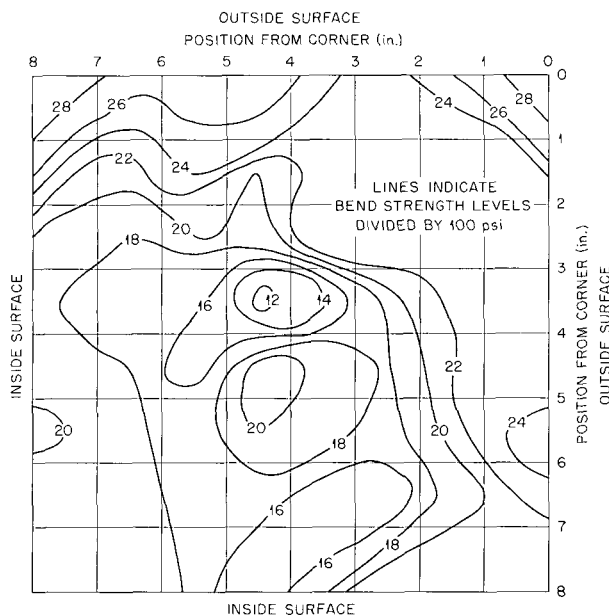 OUTSIDE SURFACE
POSITION FROM CORNER (in.)
8 7 6 5 4 3 2 1 0
0
28 26 24 26 28
24
1
22
LINES INDICATE
BEND STRENGTH LEVELS
DIVIDED BY 100 psi
2
20
18
3
16 12 14
4
22
5
20 20 18 20 24
6
16
7
16 18
8
INSIDE SURFACE
INSIDE SURFACE
POSITION FROM CORNER (in.)
OUTSIDE SURFACE